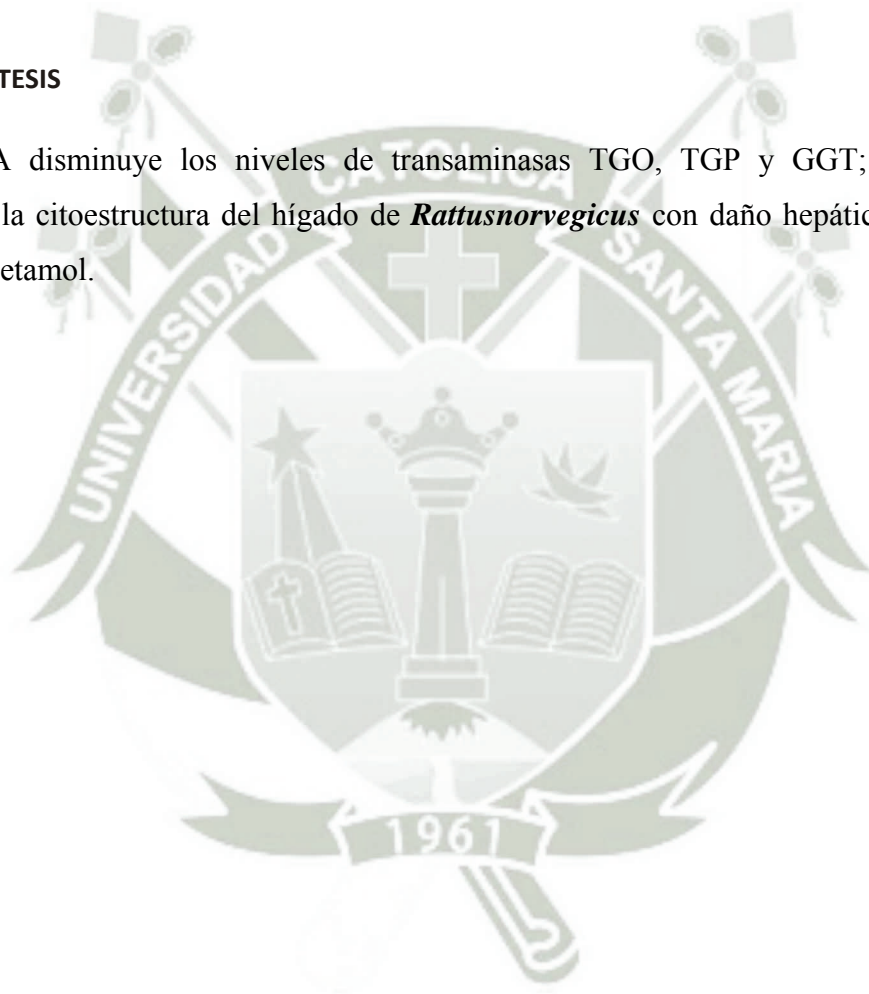 TESIS
A disminuye los niveles de transaminasas TGO, TGP y GGT;
la citoestructura del hígado de Rattusnorvegicus con daño hepátic
etamol.
UNIVERSIDAD CATOLICA SANTA MARIA
1961